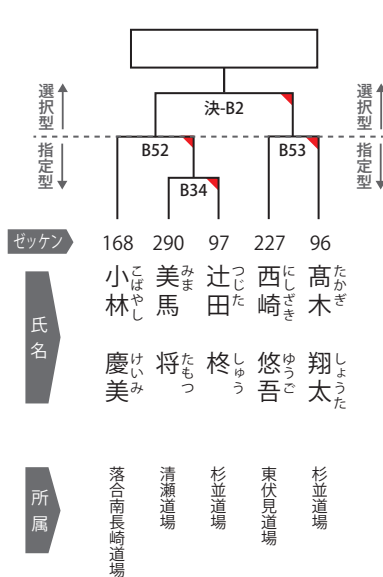 決-B2
選択型
選択型
指定型
指定型
B52
B53
B34
ゼッケン
168 290 97 227 96
氏名
小林 慶美
こばやし けいみ
美馬 将
みま たもつ
辻田 柊
つじた しゅう
西崎 悠吾
にしざき ゆうご
髙木 翔太
たかぎ しょうた
所属
落合南長崎道場
清瀬道場
杉並道場
東伏見道場
杉並道場